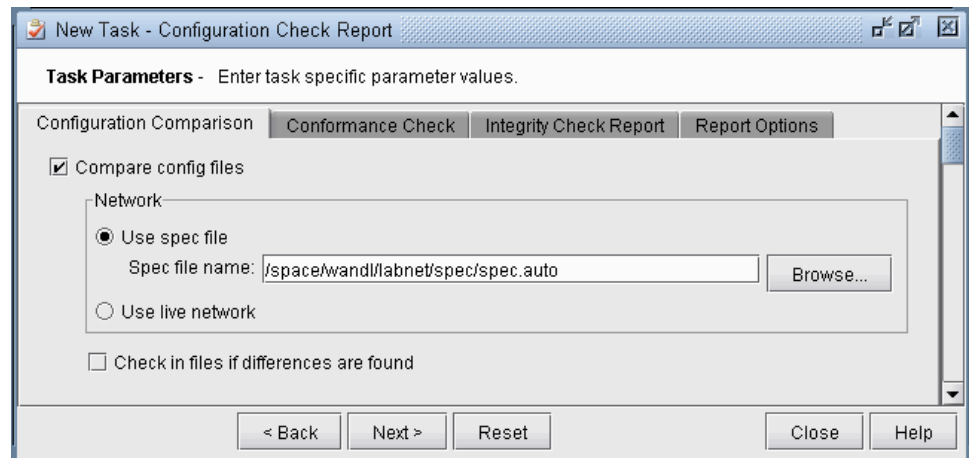 New Task - Configuration Check Report
Task Parameters - Enter task specific parameter values.
Configuration Comparison Conformance Check Integrity Check Report Report Options
Compare config files
Network
Use spec file
Spec file name: /space/wandl/labnet/spec/spec.auto Browse...
Use live network
Check in files if differences are found
< Back Next > Reset Close Help